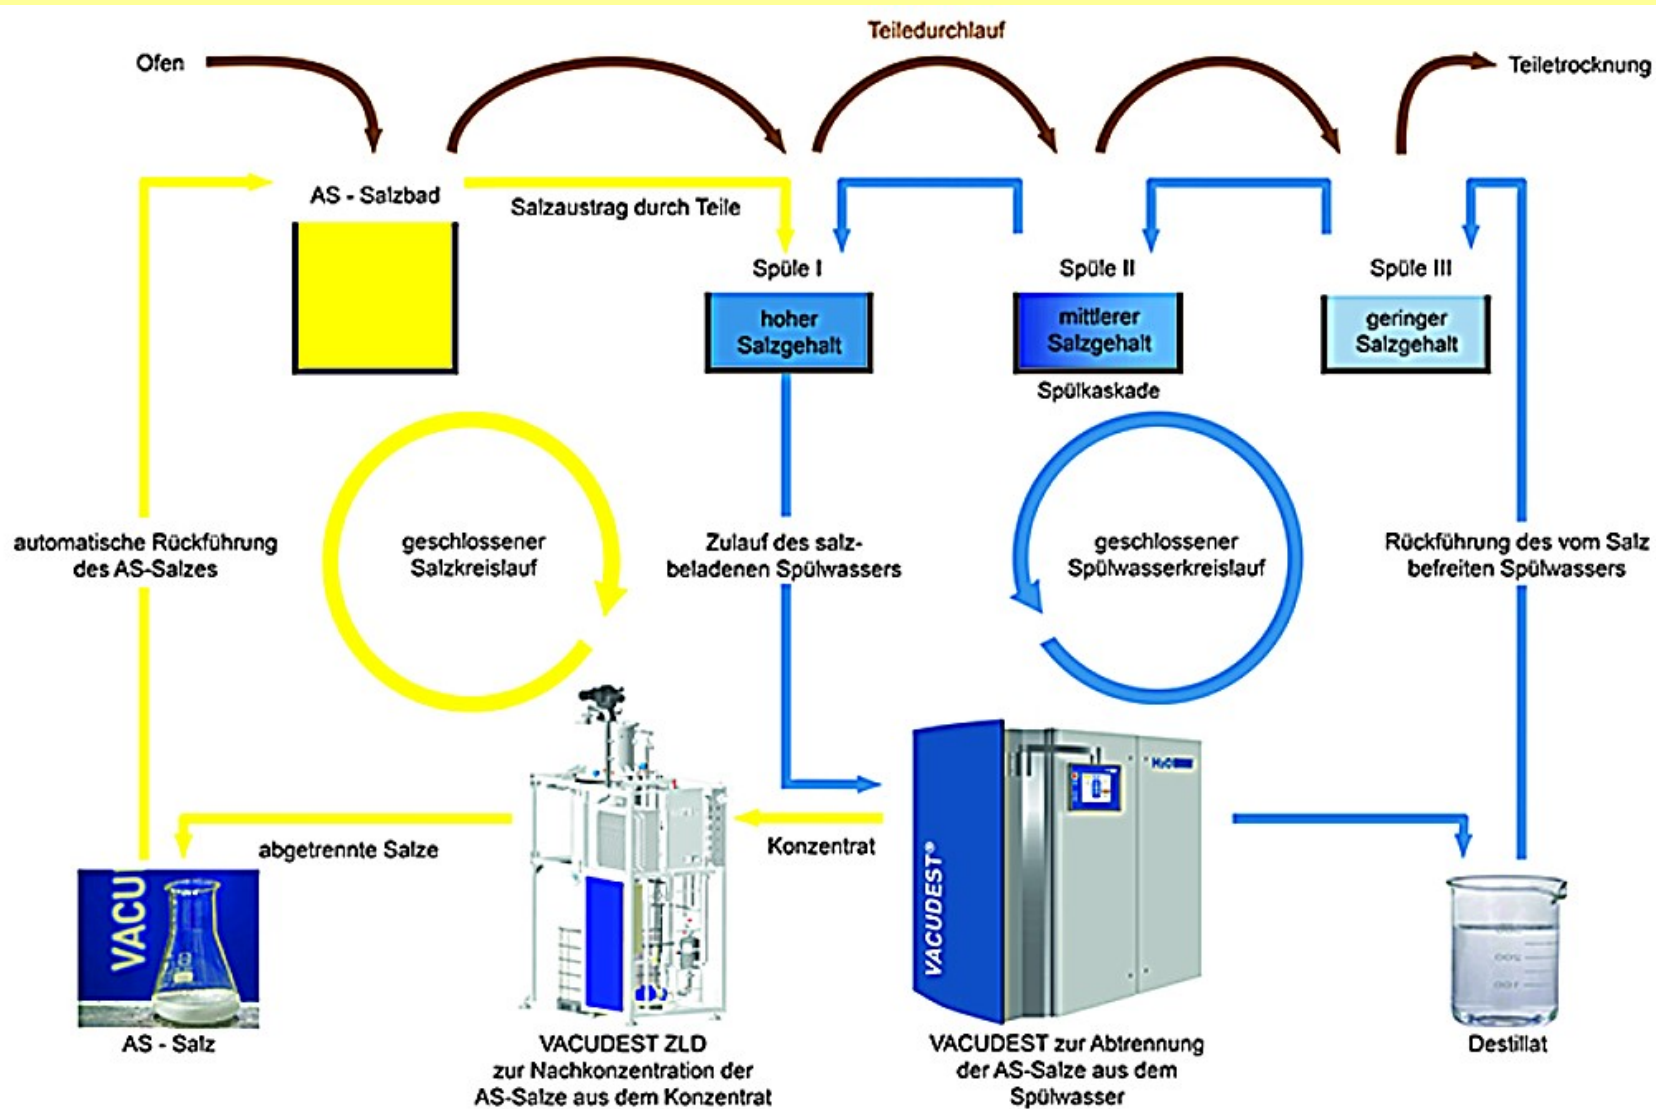 Teiledurchlauf
Ofen
Teiletrocknung
AS - Salzbad
Salzaustrag durch Teile
Spüle I
Spüle II
Spüle III
hoher
Salzgehalt
mittlerer
Salzgehalt
geringer
Salzgehalt
Spülkaskade
automatische Rückführung
des AS-Salzes
geschlossener
Salzkreislauf
Zulauf des salz-
beladenen Spülwassers
geschlossener
Spülwasserkreislauf
Rückführung des vom Salz
befreiten Spülwassers
abgetrennte Salze
Konzentrat
VACU
VACUDEST®
AS - Salz
VACUDEST ZLD
zur Nachkonzentration der
AS-Salze aus dem Konzentrat
VACUDEST zur Abtrennung
der AS-Salze aus dem
Spülwasser
Destillat